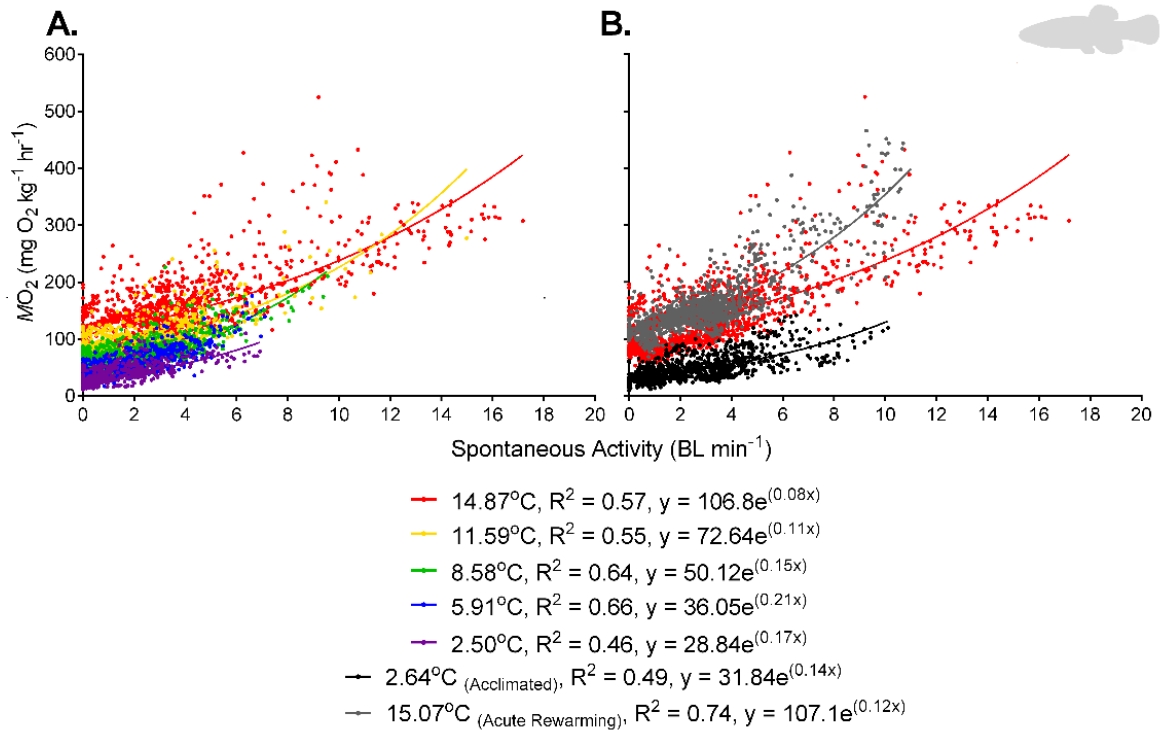 A.
B.
600
500
400
300
200
100
0
MO2 (mg O2 kg-1 hr-1)
0 2 4 6 8 10 12 14 16 18 20
0 2 4 6 8 10 12 14 16 18 20
Spontaneous Activity (BL min-1)
14.87oC, R2 = 0.57, y = 106.8e(0.08x)
11.59oC, R2 = 0.55, y = 72.64e(0.11x)
8.58oC, R2 = 0.64, y = 50.12e(0.15x)
5.91oC, R2 = 0.66, y = 36.05e(0.21x)
2.50oC, R2 = 0.46, y = 28.84e(0.17x)
2.64oC (Acclimated), R2 = 0.49, y = 31.84e(0.14x)
15.07oC (Acute Rewarming), R2 = 0.74, y = 107.1e(0.12x)